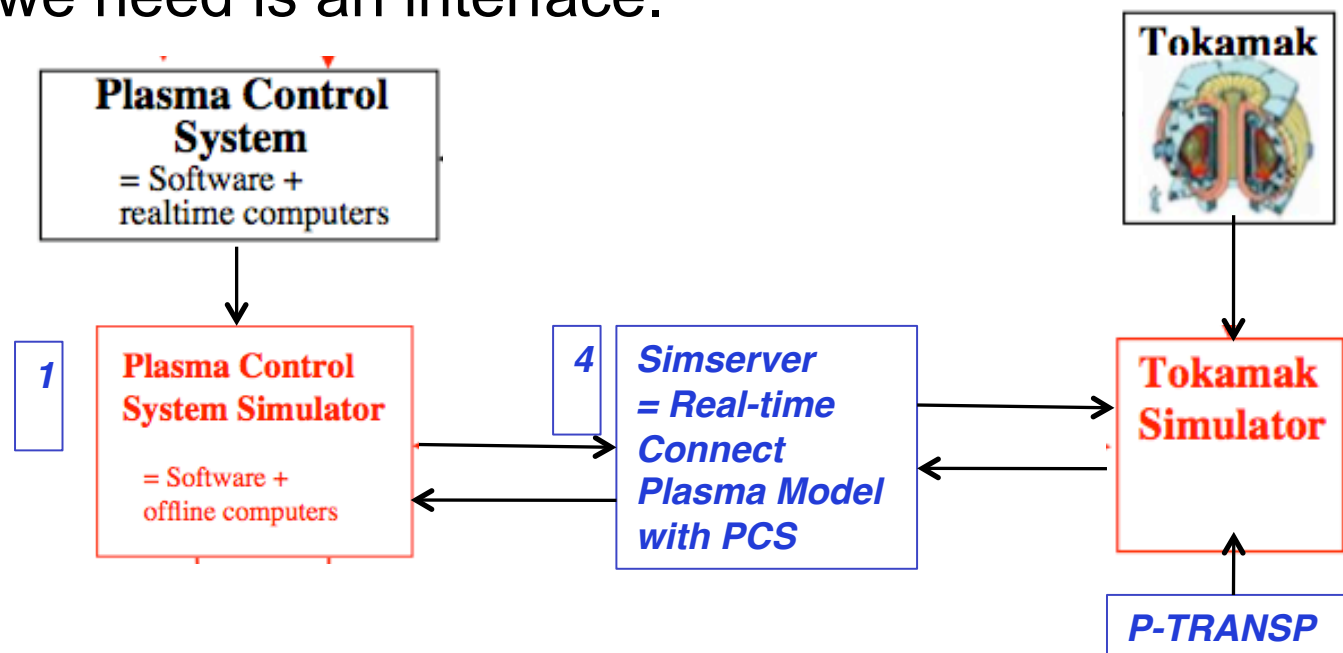 we need is an interface.
Tokamak
Plasma Control
System
= Software +
realtime computers
1
Plasma Control
System Simulator
= Software +
offline computers
4
Simserver
= Real-time
Connect
Plasma Model
with PCS
Tokamak
Simulator
P-TRANSP